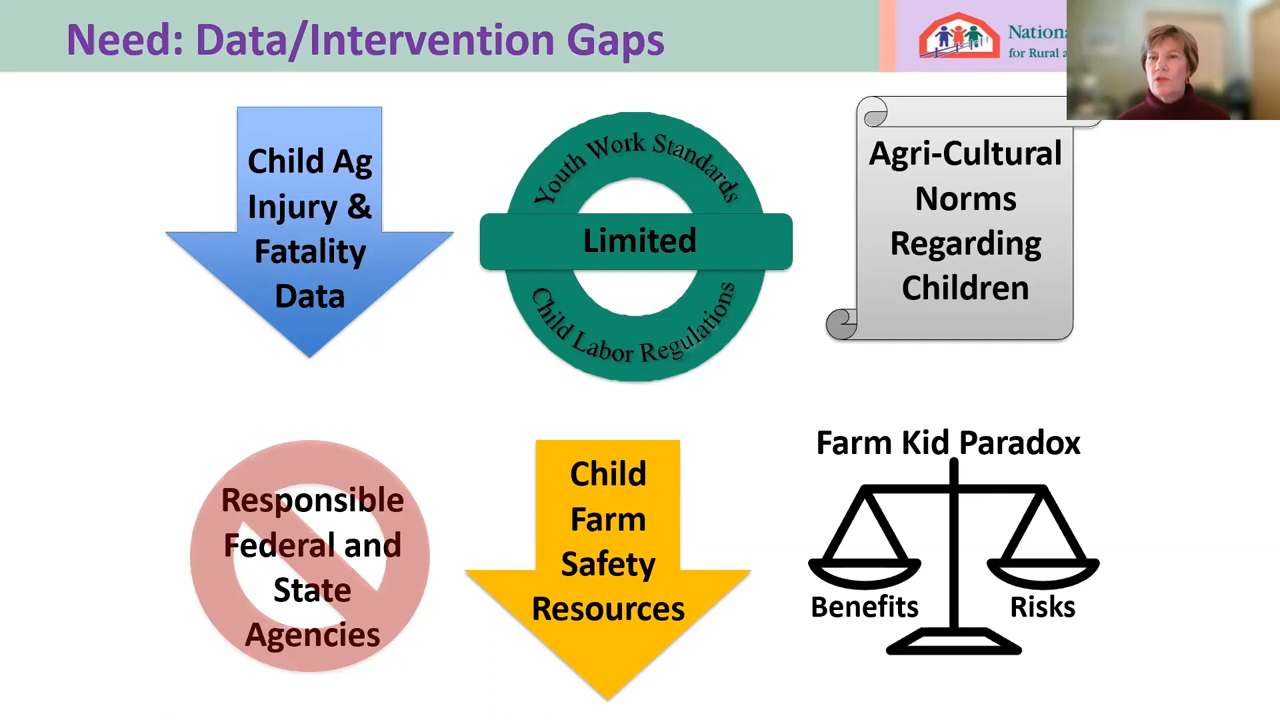 Need: Data/Intervention Gaps
for Rural
Child Ag
Injury &
Fatality
Data
Youth Work Standards
Limited
Child Labor Regulations
Agri-Cultural
Norms
Regarding
Children
Responsible
Federal and
State
Agencies
Child
Farm
Safety
Resources
Farm Kid Paradox
Benefits
Risks